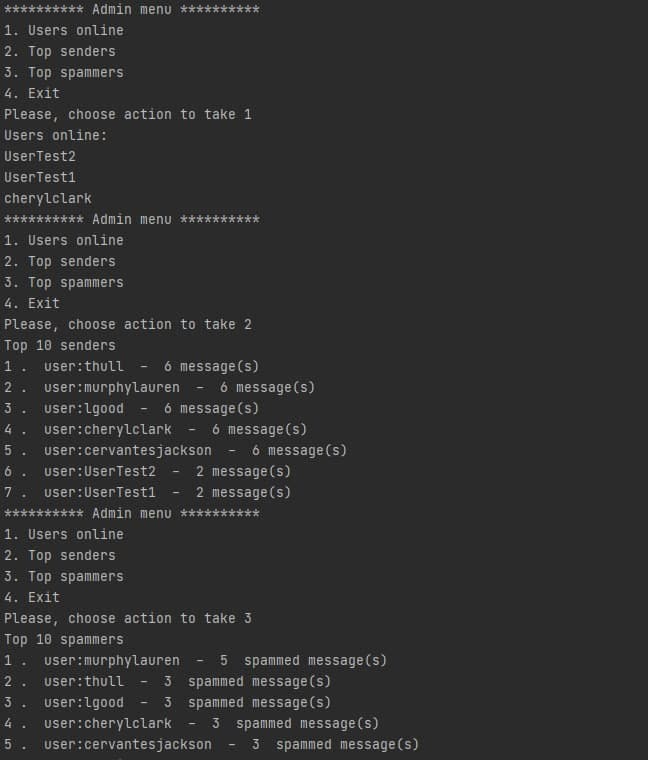 ********** Admin menu **********
1. Users online
2. Top senders
3. Top spammers
4. Exit
Please, choose action to take 1
Users online:
UserTest2
UserTest1
cherylclark
********** Admin menu **********
1. Users online
2. Top senders
3. Top spammers
4. Exit
Please, choose action to take 2
Top 10 senders
1 .  user:thull  –  6 message(s)
2 .  user:murphylauren  –  6 message(s)
3 .  user:lgood  –  6 message(s)
4 .  user:cherylclark  –  6 message(s)
5 .  user:cervantesjackson  –  6 message(s)
6 .  user:UserTest2  –  2 message(s)
7 .  user:UserTest1  –  2 message(s)
********** Admin menu **********
1. Users online
2. Top senders
3. Top spammers
4. Exit
Please, choose action to take 3
Top 10 spammers
1 .  user:murphylauren  –  5  spammed message(s)
2 .  user:thull  –  3  spammed message(s)
3 .  user:lgood  –  3  spammed message(s)
4 .  user:cherylclark  –  3  spammed message(s)
5 .  user:cervantesjackson  –  3  spammed message(s)